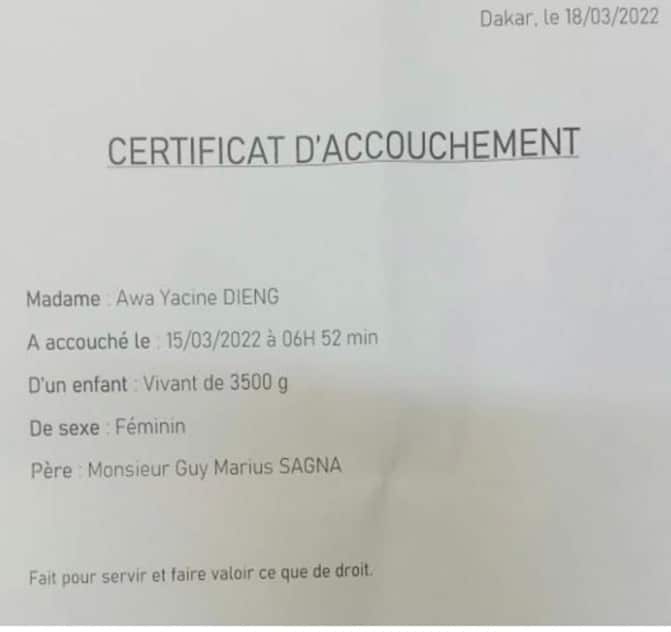 Dakar, le 18/03/2022
CERTIFICAT D'ACCOUCHEMENT
Madame : Awa Yacine DIENG
A accouché le : 15/03/2022 à 06H 52 min
D'un enfant : Vivant de 3500 g
De sexe : Féminin
Père : Monsieur Guy Marius SAGNA
Fait pour servir et faire valoir ce que de droit.